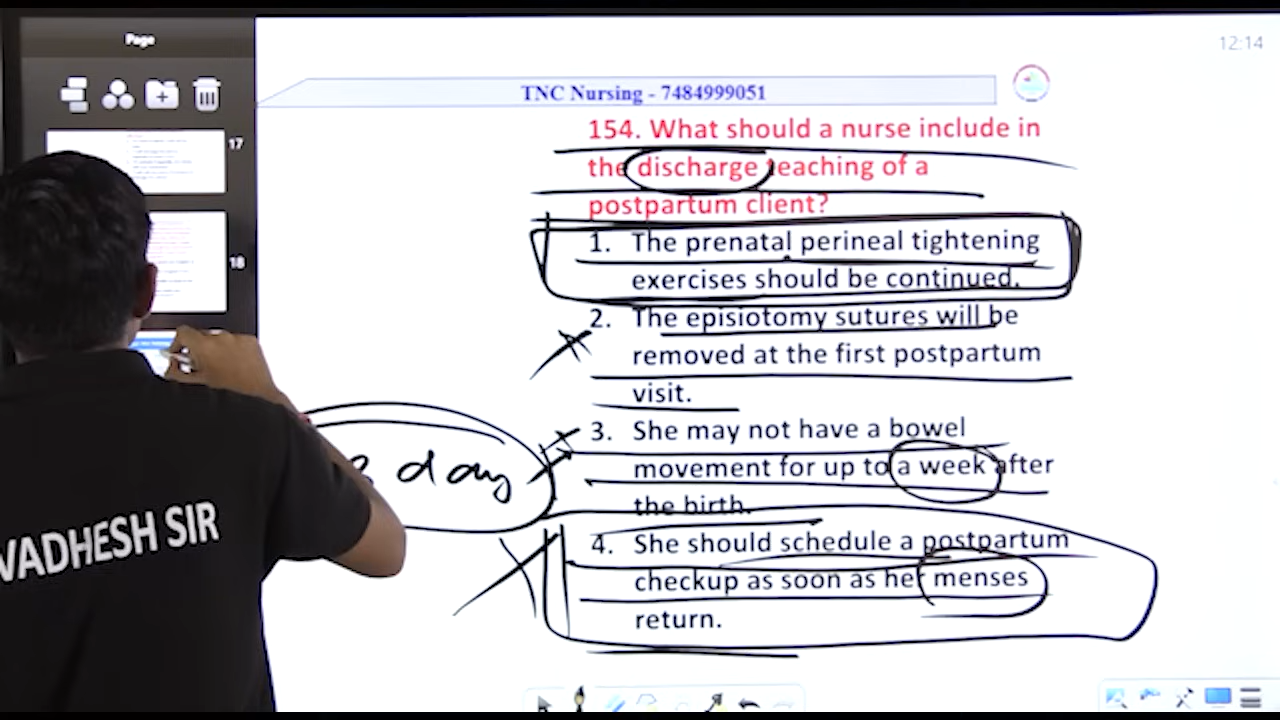 Page
12:14
17
18
TNC Nursing - 7484999051
154. What should a nurse include in
the discharge teaching of a
postpartum client?
1. The prenatal perineal tightening
exercises should be continued.
2. The episiotomy sutures will be
removed at the first postpartum
visit.
3. She may not have a bowel
movement for up to a week after
the birth.
4. She should schedule a postpartum
checkup as soon as her menses
return.
day
VADHESH SIR